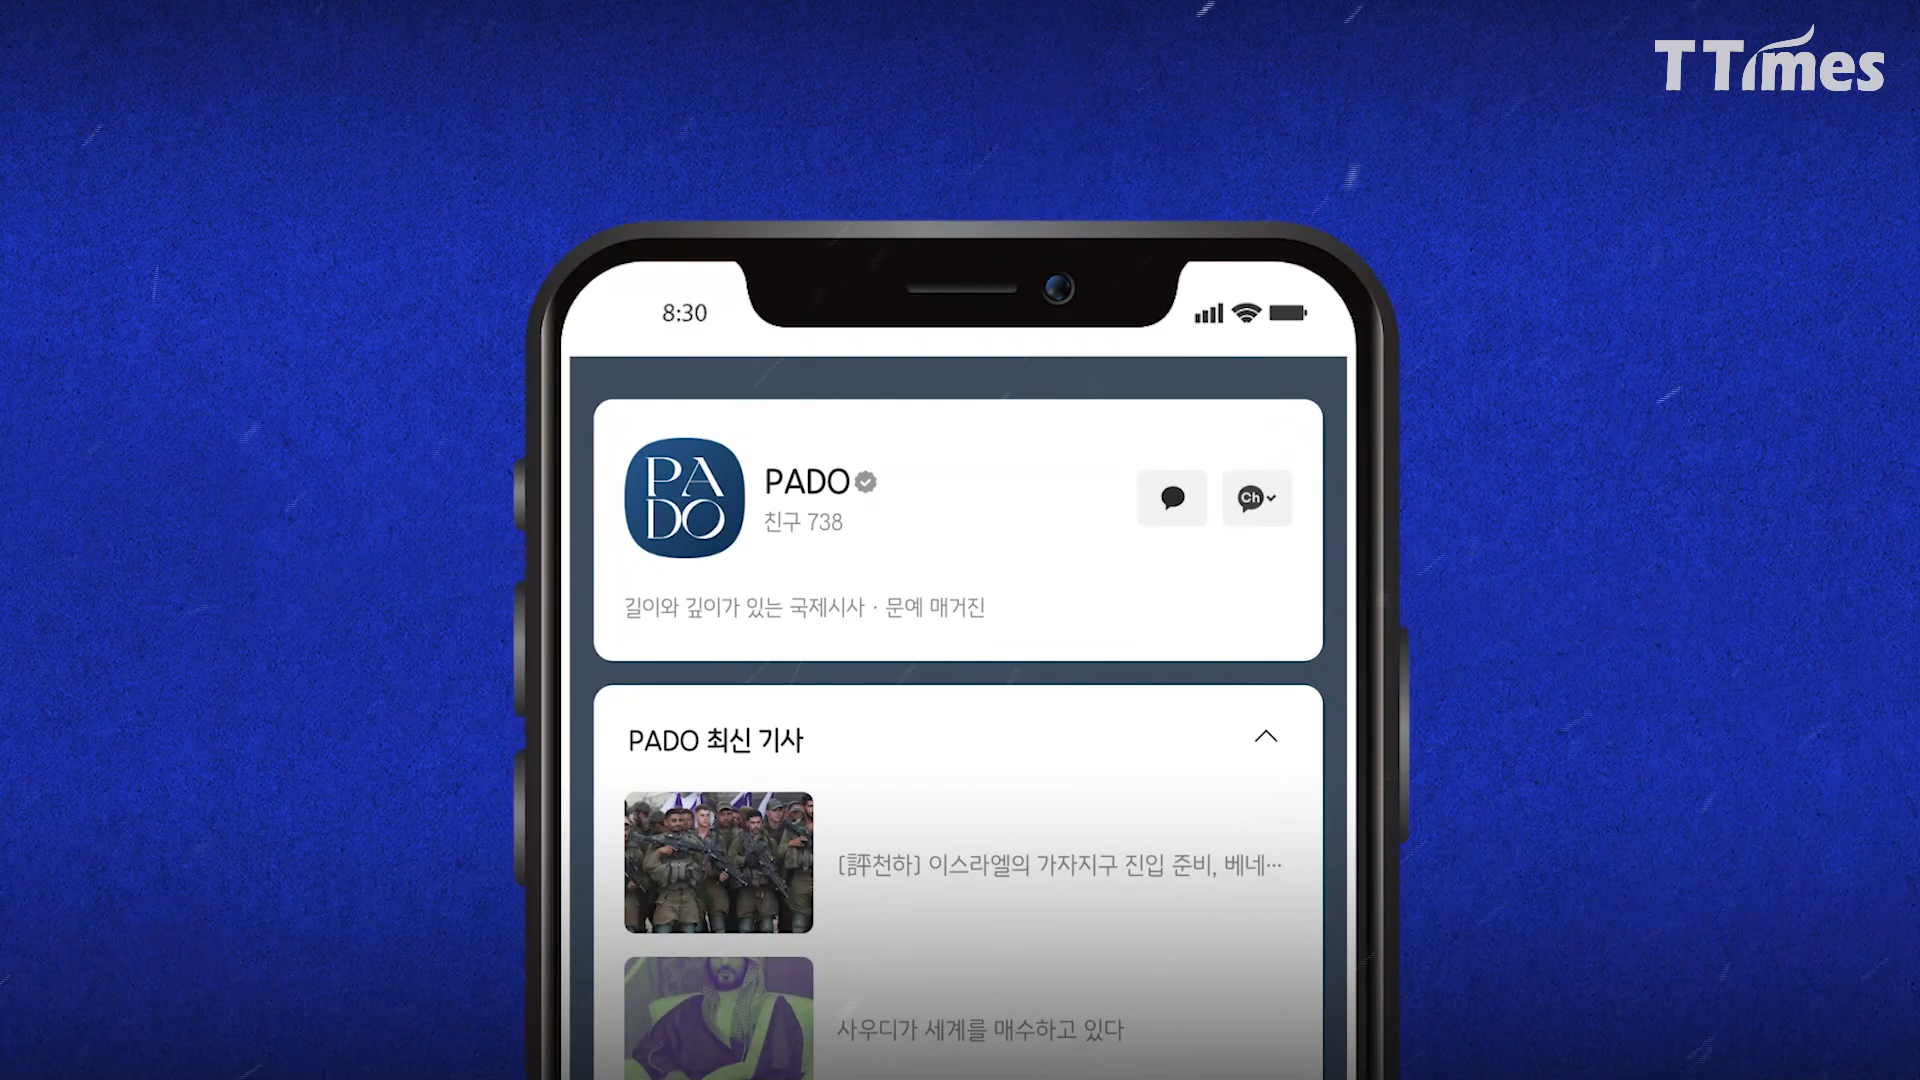 TTimes
8:30
PA
DO
PADO
친구 738
Ch
길이와 깊이가 있는 국제시사 · 문예 매거진
PADO 최신 기사
[評천하] 이스라엘의 가자지구 진입 준비, 베네…
사우디가 세계를 매수하고 있다